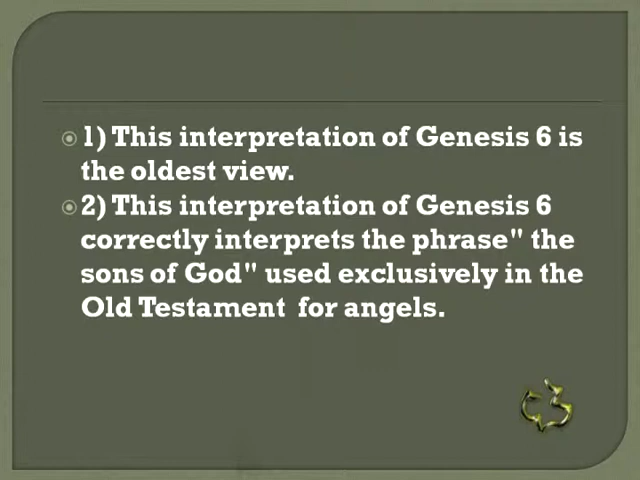 1) This interpretation of Genesis 6 is
the oldest view.
2) This interpretation of Genesis 6
correctly interprets the phrase" the
sons of God" used exclusively in the
Old Testament  for angels.